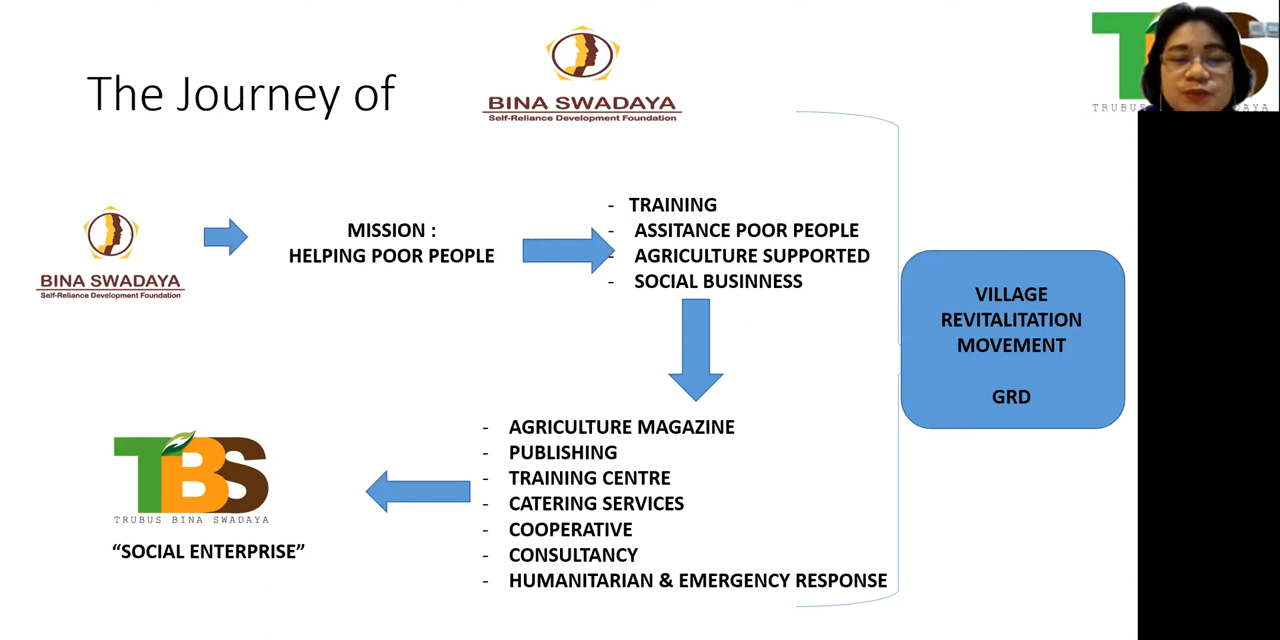 The Journey of
BINA SWADAYA
Self-Reliance Development Foundation
TRUBUS
BINA SWADAYA
Self-Reliance Development Foundation
MISSION :
HELPING POOR PEOPLE
- TRAINING
- ASSITANCE POOR PEOPLE
- AGRICULTURE SUPPORTED
- SOCIAL BUSINNESS
VILLAGE
REVITALITATION
MOVEMENT
GRD
- AGRICULTURE MAGAZINE
- PUBLISHING
- TRAINING CENTRE
- CATERING SERVICES
- COOPERATIVE
- CONSULTANCY
- HUMANITARIAN & EMERGENCY RESPONSE
TBS
TRUBUS BINA SWADAYA
“SOCIAL ENTERPRISE”